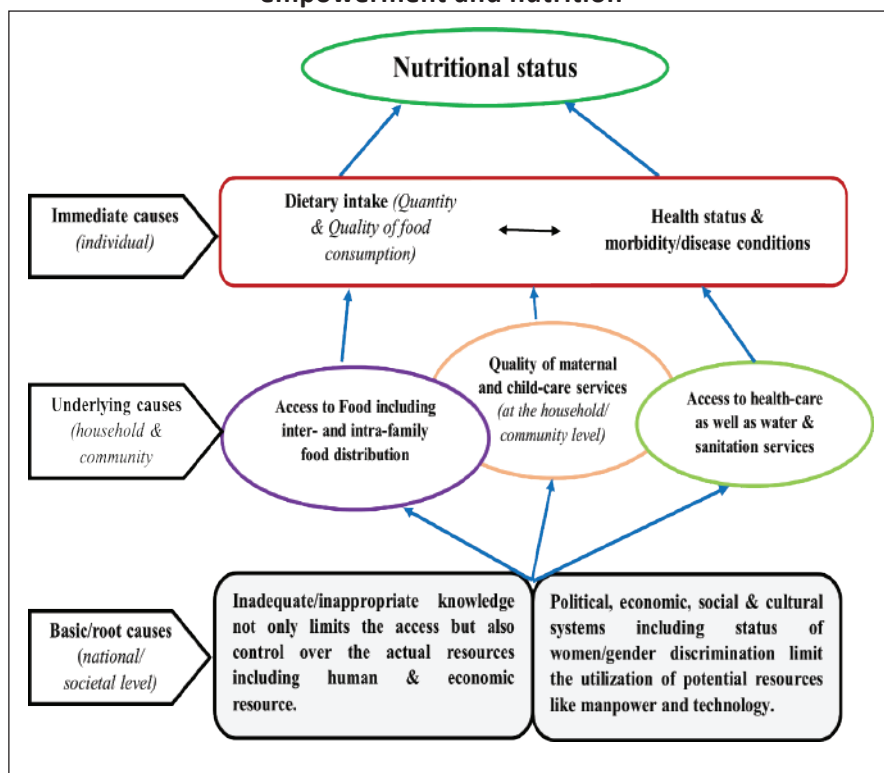 empowerment and nutrition
Nutritional status
Immediate causes
(individual)
Dietary intake (Quantity
& Quality of food
consumption)
Health status &
morbidity/disease conditions
Underlying causes
(household &
community
Access to Food including
inter- and intra-family
food distribution
Quality of maternal
and child-care services
(at the household/
community level)
Access to health-care
as well as water &
sanitation services
Basic/root causes
(national/
societal level)
Inadequate/inappropriate knowledge
not only limits the access but also
control over the actual resources
including human & economic
resource.
Political, economic, social & cultural
systems including status of
women/gender discrimination limit
the utilization of potential resources
like manpower and technology.